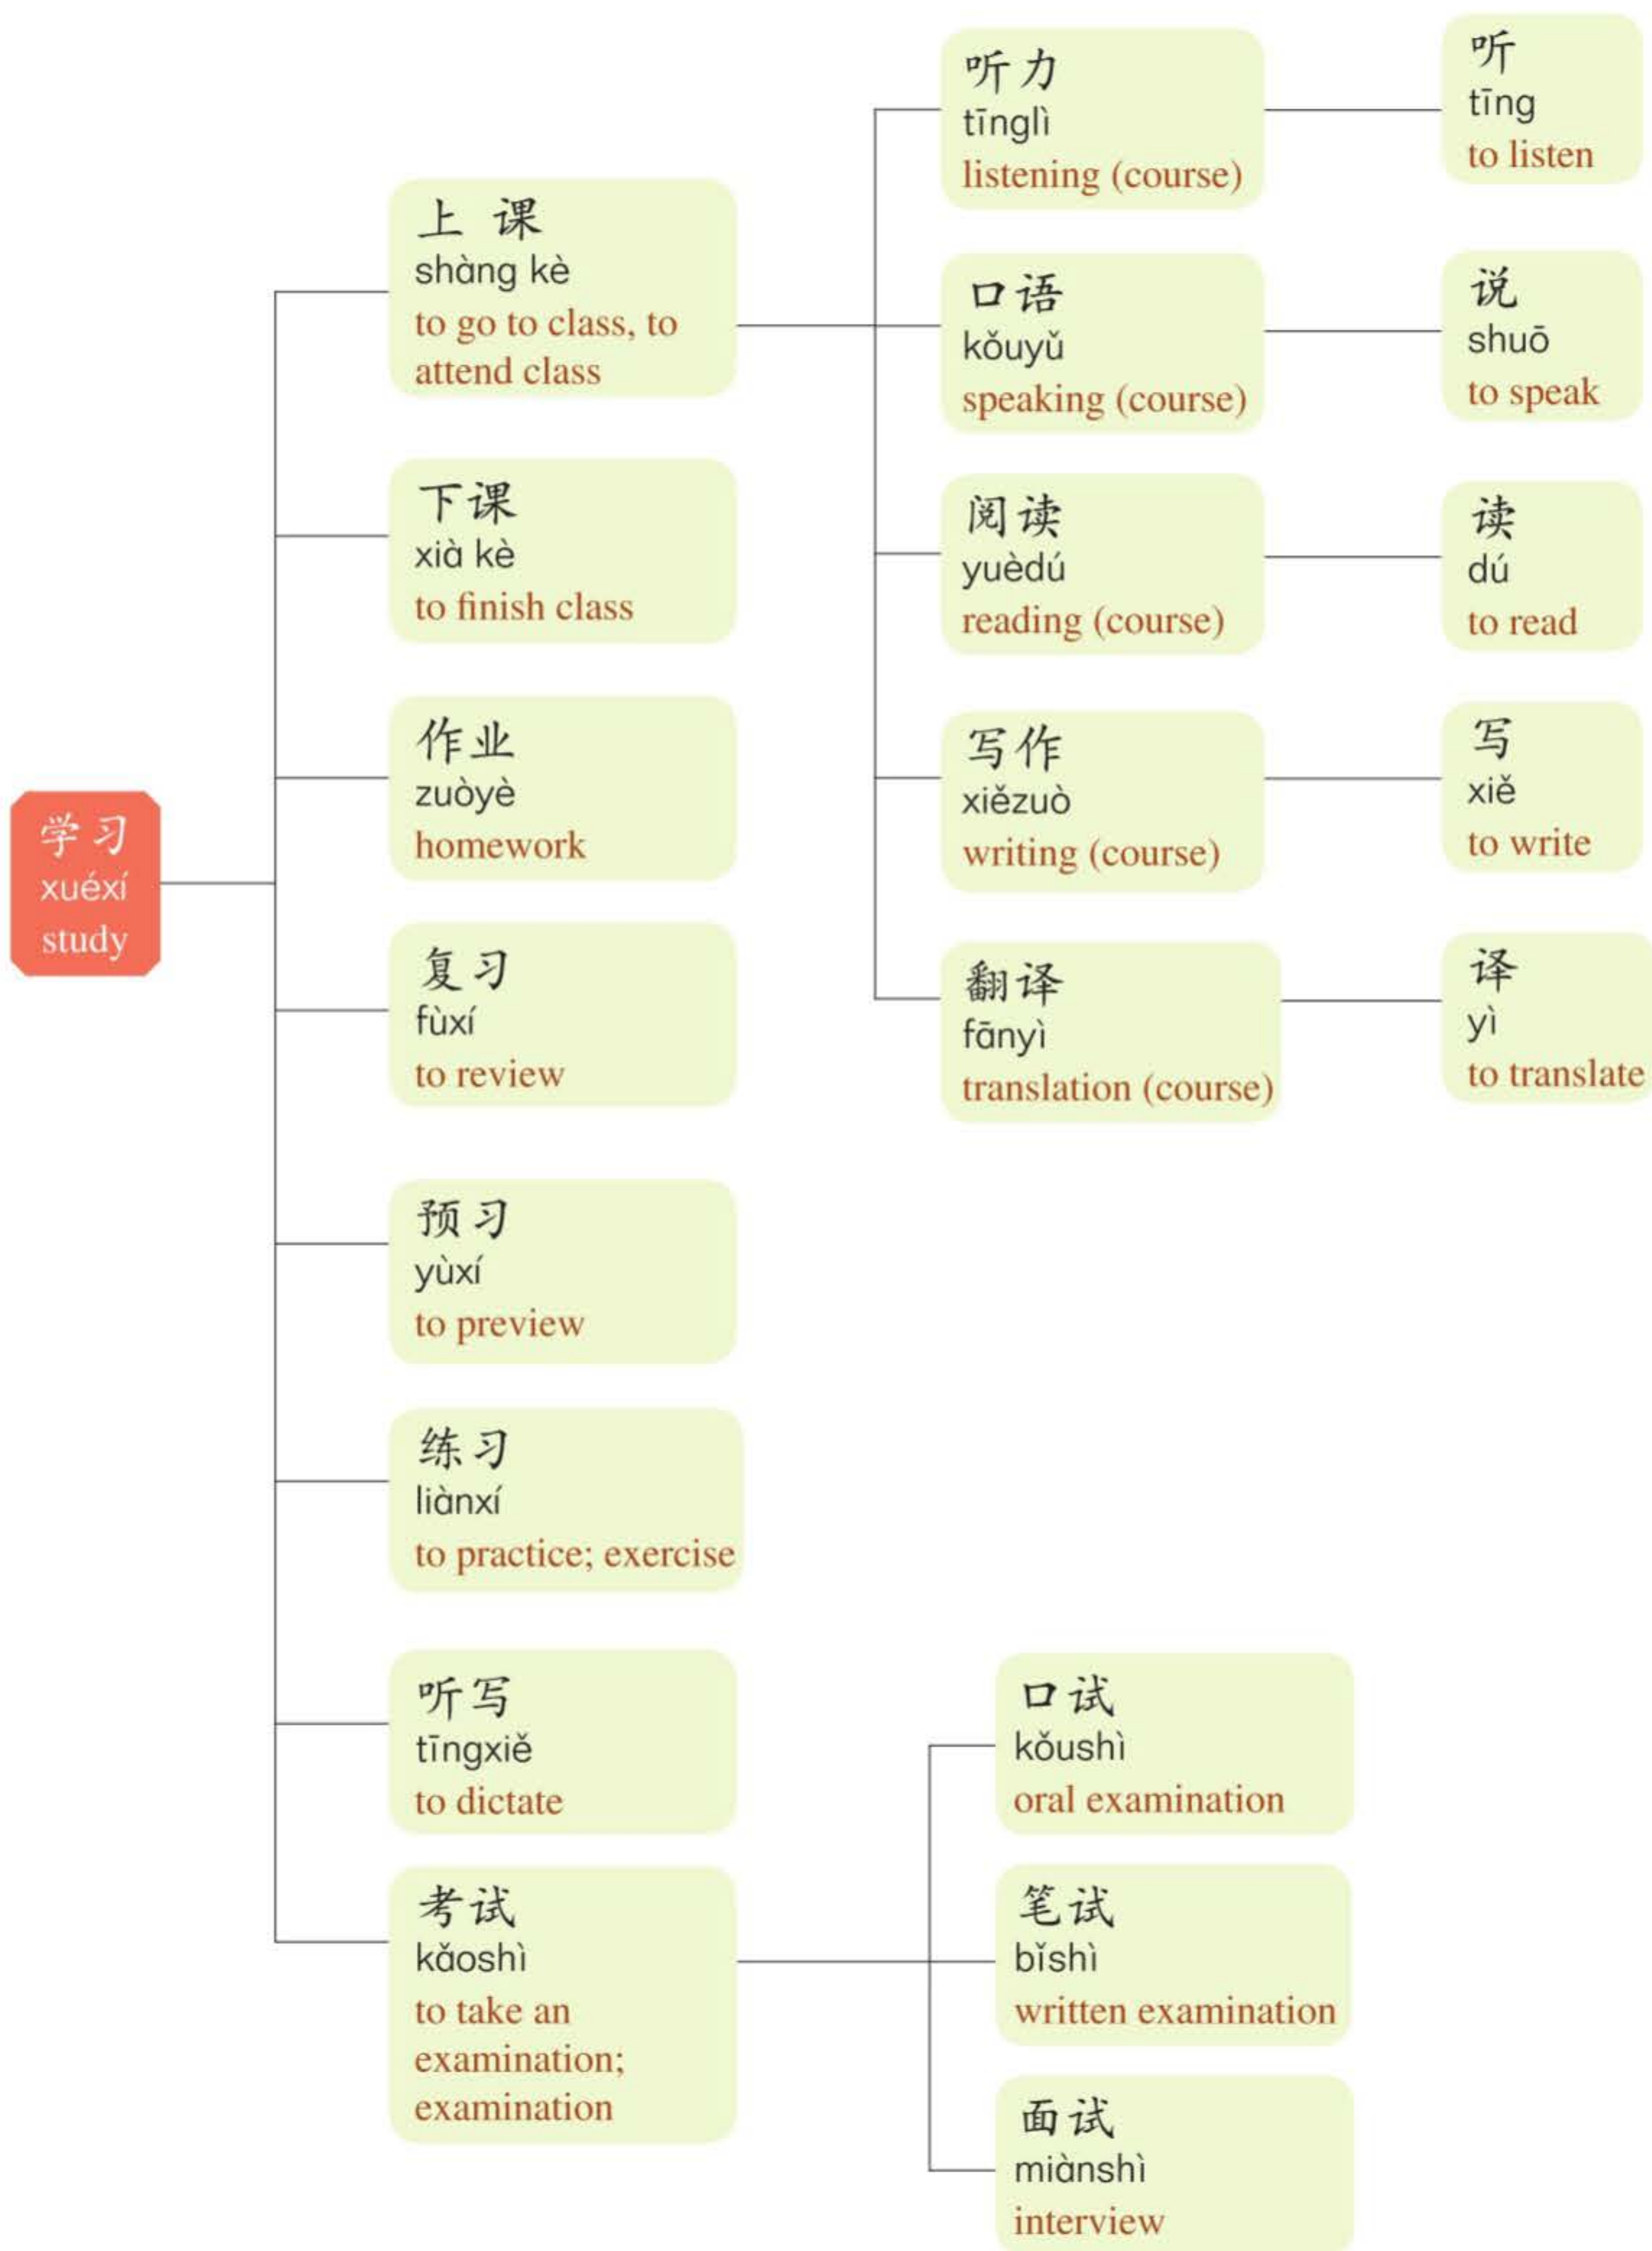 学习
xuéxí
study
上 课
shàng kè
to go to class, to
attend class
听力
tīnglì
listening (course)
听
tīng
to listen
口语
kǒuyǔ
speaking (course)
说
shuō
to speak
阅读
yuèdú
reading (course)
读
dú
to read
写作
xiězuò
writing (course)
写
xiě
to write
翻译
fānyì
translation (course)
译
yì
to translate
下课
xià kè
to finish class
作业
zuòyè
homework
复习
fùxí
to review
预习
yùxí
to preview
练习
liànxí
to practice; exercise
听写
tīngxiě
to dictate
考试
kǎoshì
to take an
examination;
examination
口试
kǒushì
oral examination
笔试
bǐshì
written examination
面试
miànshì
interview